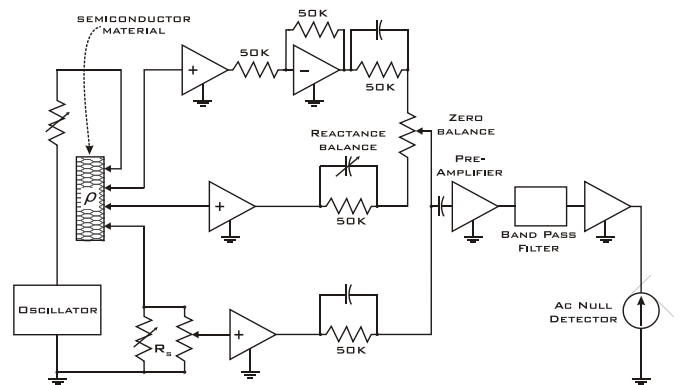 SEMICONDUCTOR
MATERIAL
50K
50K
+
−
50K
ZERO
BALANCE
REACTANCE
BALANCE
PRE-
AMPLIFIER
ρ
+
50K
BAND PASS
FILTER
OSCILLATOR
AC NULL
DETECTOR
Rs
+
50K